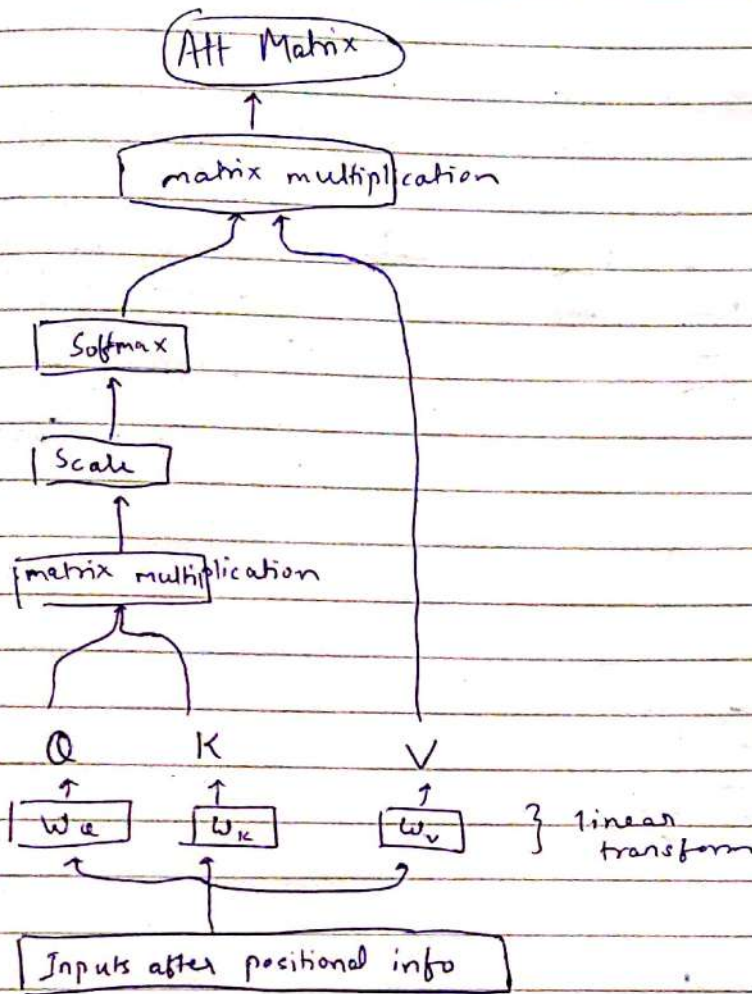 Att Matrix
matrix multiplication
Softmax
Scale
matrix multiplication
Q K V
WQ WK WV } linear
transform
Inputs after positional info